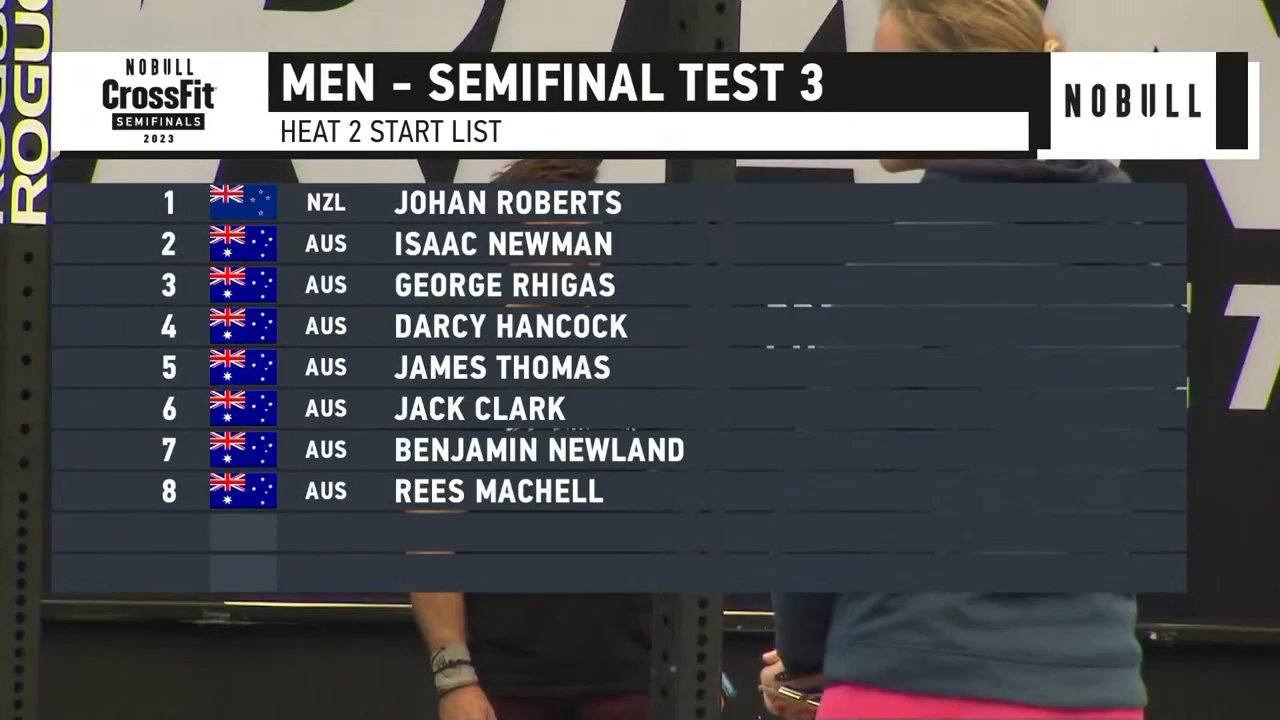 NOBULL
CrossFit
SEMIFINALS
2023
MEN - SEMIFINAL TEST 3
HEAT 2 START LIST
NOBULL
ROGUE
1 NZL JOHAN ROBERTS
2 AUS ISAAC NEWMAN
3 AUS GEORGE RHIGAS
4 AUS DARCY HANCOCK
5 AUS JAMES THOMAS
6 AUS JACK CLARK
7 AUS BENJAMIN NEWLAND
8 AUS REES MACHELL